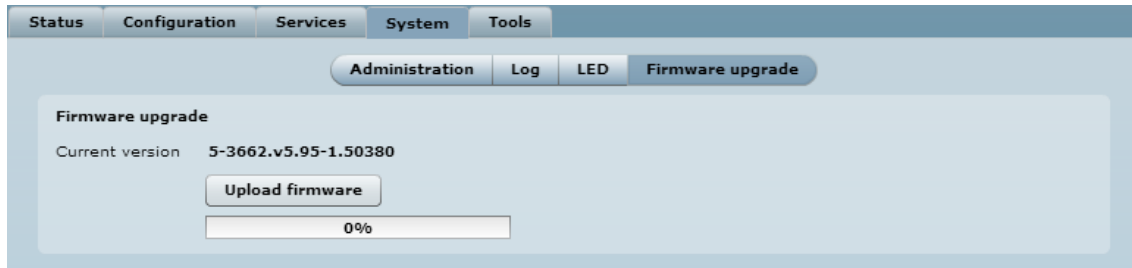 Status Configuration Services System Tools
Administration Log LED Firmware upgrade
Firmware upgrade
Current version 5-3662.v5.95-1.50380
Upload firmware
0%